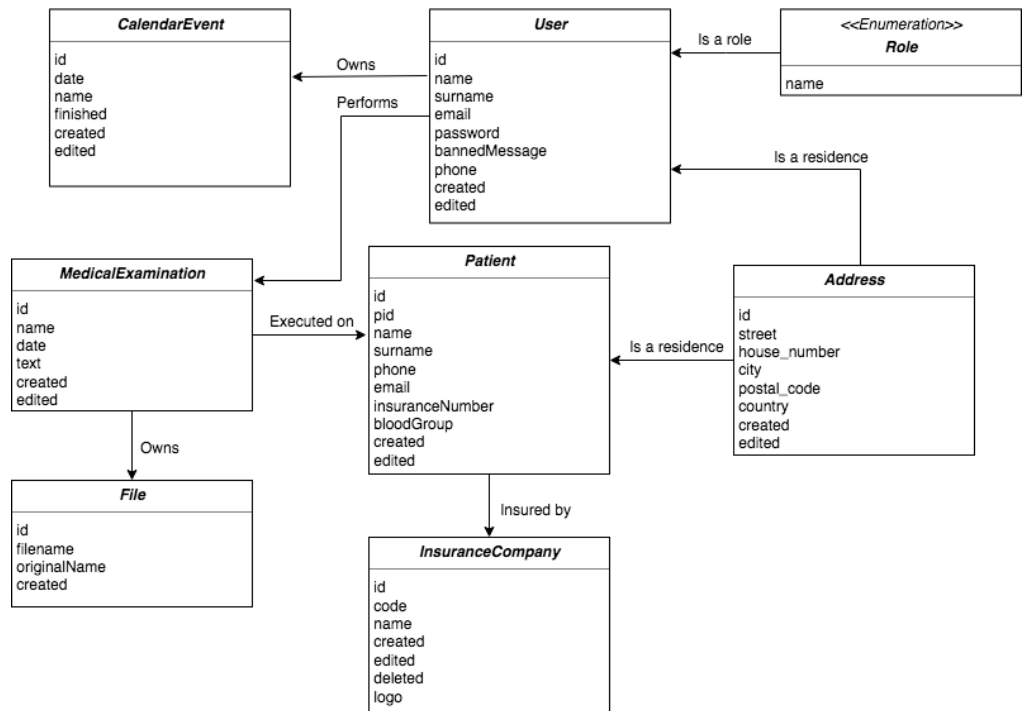 CalendarEvent
id
date
name
finished
created
edited
Owns
Performs
User
id
name
surname
email
password
bannedMessage
phone
created
edited
Is a role
<<Enumeration>>
Role
name
Is a residence
MedicalExamination
id
name
date
text
created
edited
Executed on
Patient
id
pid
name
surname
phone
email
insuranceNumber
bloodGroup
created
edited
Is a residence
Address
id
street
house_number
city
postal_code
country
created
edited
Owns
File
id
filename
originalName
created
Insured by
InsuranceCompany
id
code
name
created
edited
deleted
logo